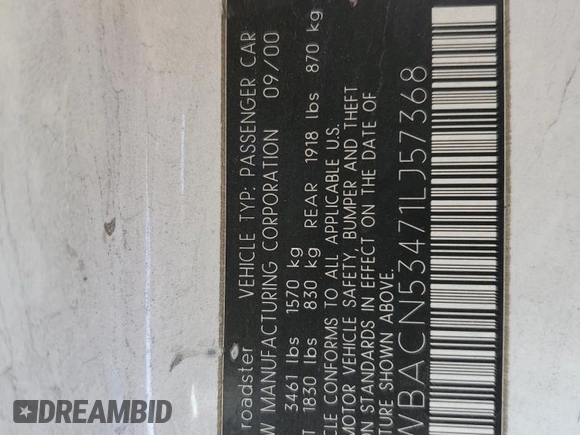 roadster VEHICLE TYP: PASSENGER CAR
W MANUFACTURING CORPORATION 09/00
3461 lbs 1570 kg
T 1830 lbs 830 kg REAR 1918 lbs 870 kg
CLE CONFORMS TO ALL APPLICABLE U.S.
MOTOR VEHICLE SAFETY, BUMPER AND THEFT
N STANDARDS IN EFFECT ON THE DATE OF
TURE SHOWN ABOVE.
WBACN53471LJ57368
DREAMBID